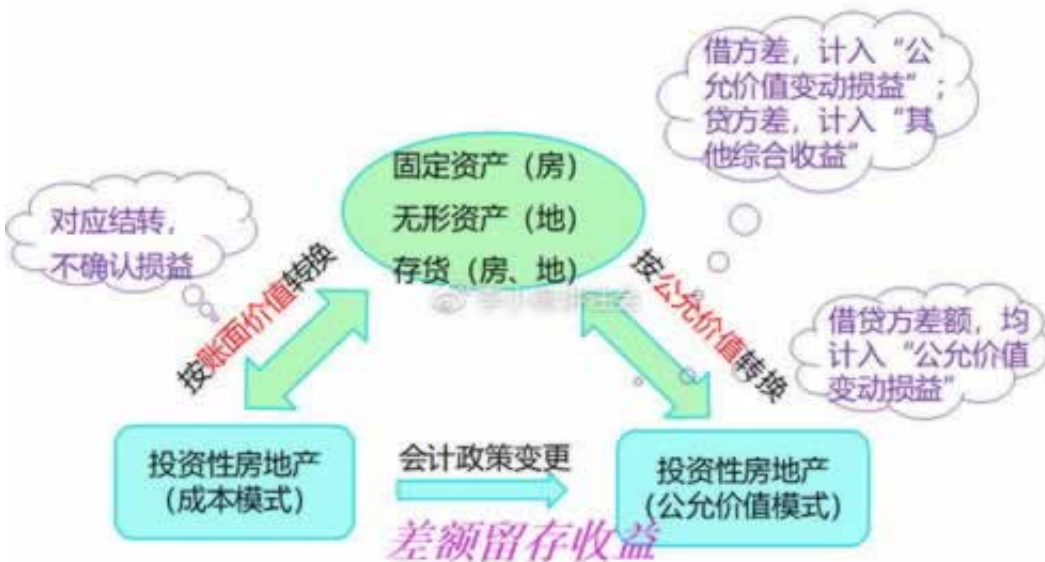 借方差，计入“公
允价值变动损益”；
贷方差，计入“其
他综合收益”
固定资产（房）
无形资产（地）
存货（房、地）
对应结转，
不确认损益
按账面价值转换
按公允价值转换
借贷方差额，均
计入“公允价值
变动损益”
投资性房地产
（成本模式）
会计政策变更
差额留存收益
投资性房地产
（公允价值模式）